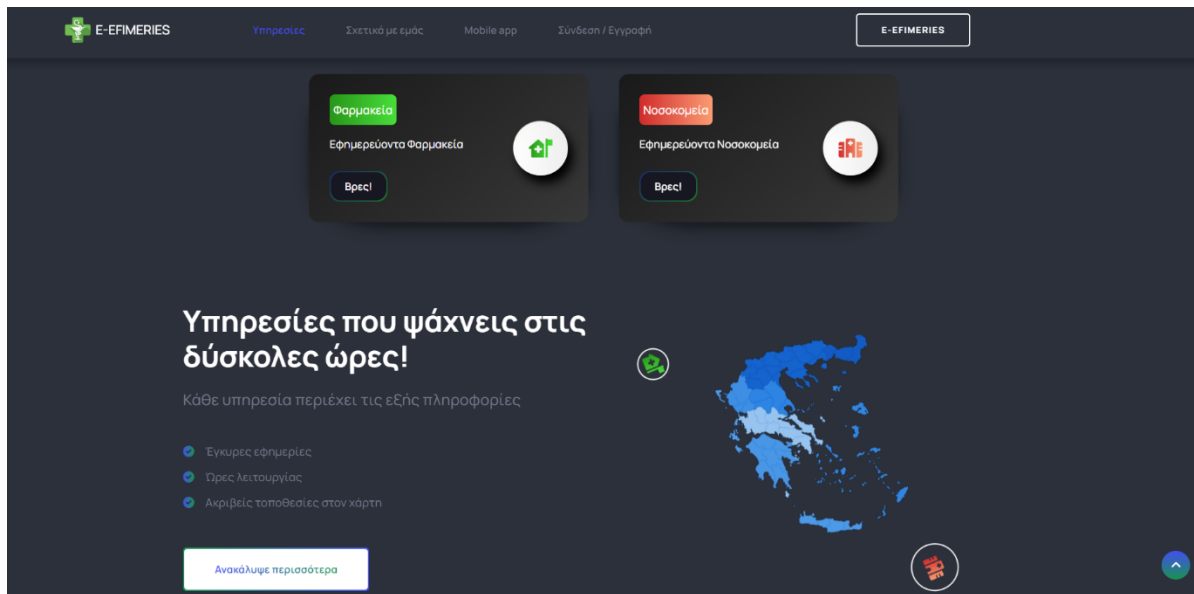 E-EFIMERIES
Υπηρεσίες
Σχετικά με εμάς
Mobile app
Σύνδεση / Εγγραφή
E-EFIMERIES
Φαρμακεία
Εφημερεύοντα Φαρμακεία
Βρες!
Νοσοκομεία
Εφημερεύοντα Νοσοκομεία
Βρες!
Υπηρεσίες που ψάχνεις στις
δύσκολες ώρες!
Κάθε υπηρεσία περιέχει τις εξής πληροφορίες
Έγκυρες εφημερίες
Ώρες λειτουργίας
Ακριβείς τοποθεσίες στον χάρτη
Ανακάλυψε περισσότερα